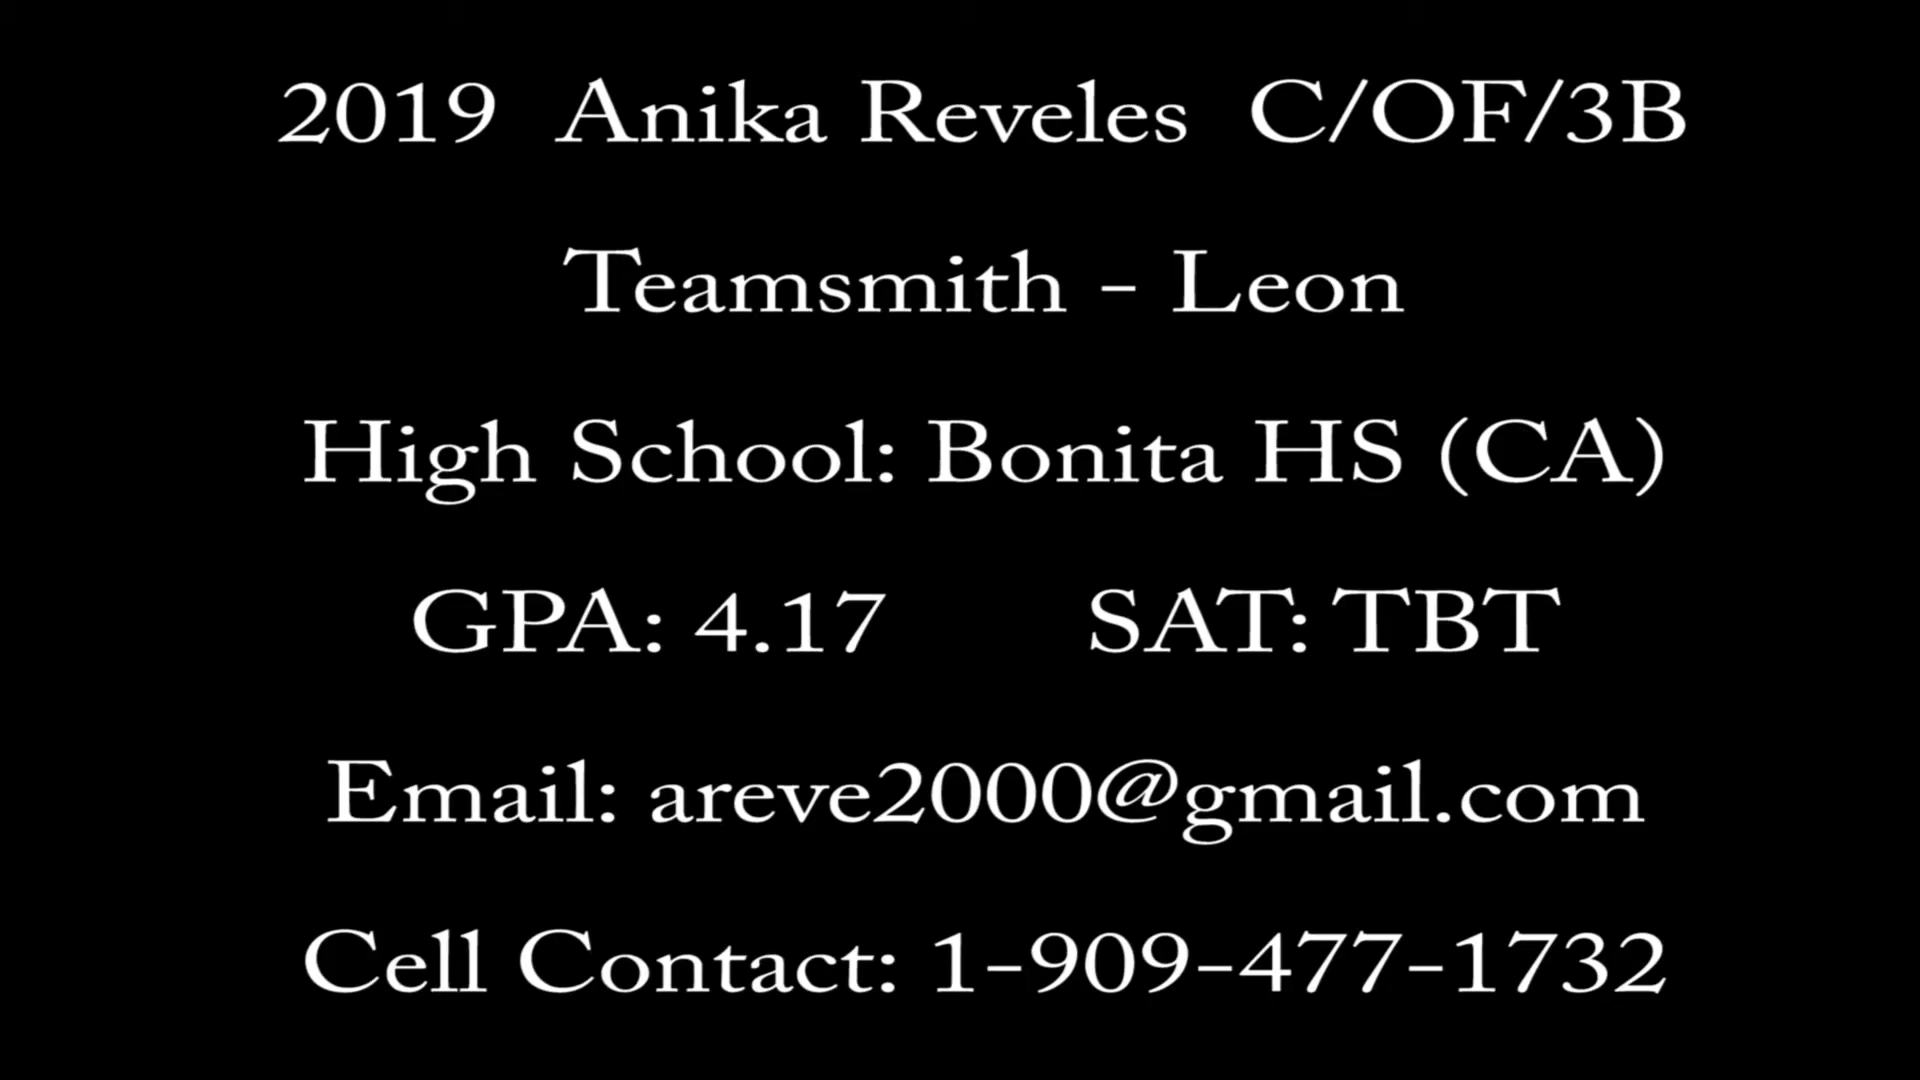 2019 Anika Reveles C/OF/3B
Teamsmith - Leon
High School: Bonita HS (CA)
GPA: 4.17 SAT: TBT
Email: areve2000@gmail.com
Cell Contact: 1-909-477-1732